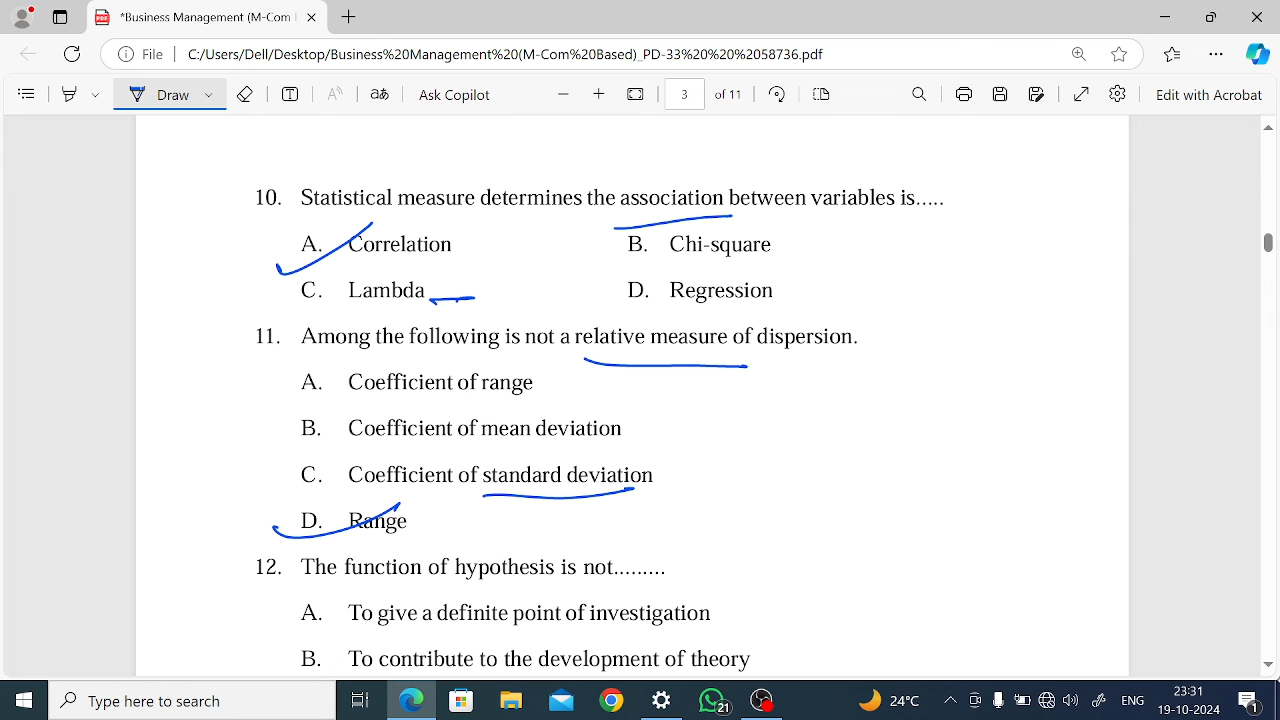 *Business Management (M-Com
File C:/Users/Dell/Desktop/Business%20Management%20(M-Com%20Based)_PD-33%20%20%2058736.pdf
Draw Ask Copilot 3 of 11 Edit with Acrobat
10. Statistical measure determines the association between variables is.....
A. Correlation B. Chi-square
C. Lambda D. Regression
11. Among the following is not a relative measure of dispersion.
A. Coefficient of range
B. Coefficient of mean deviation
C. Coefficient of standard deviation
D. Range
12. The function of hypothesis is not.........
A. To give a definite point of investigation
B. To contribute to the development of theory
Type here to search 21 24°C ENG 23:31
19-10-2024 1